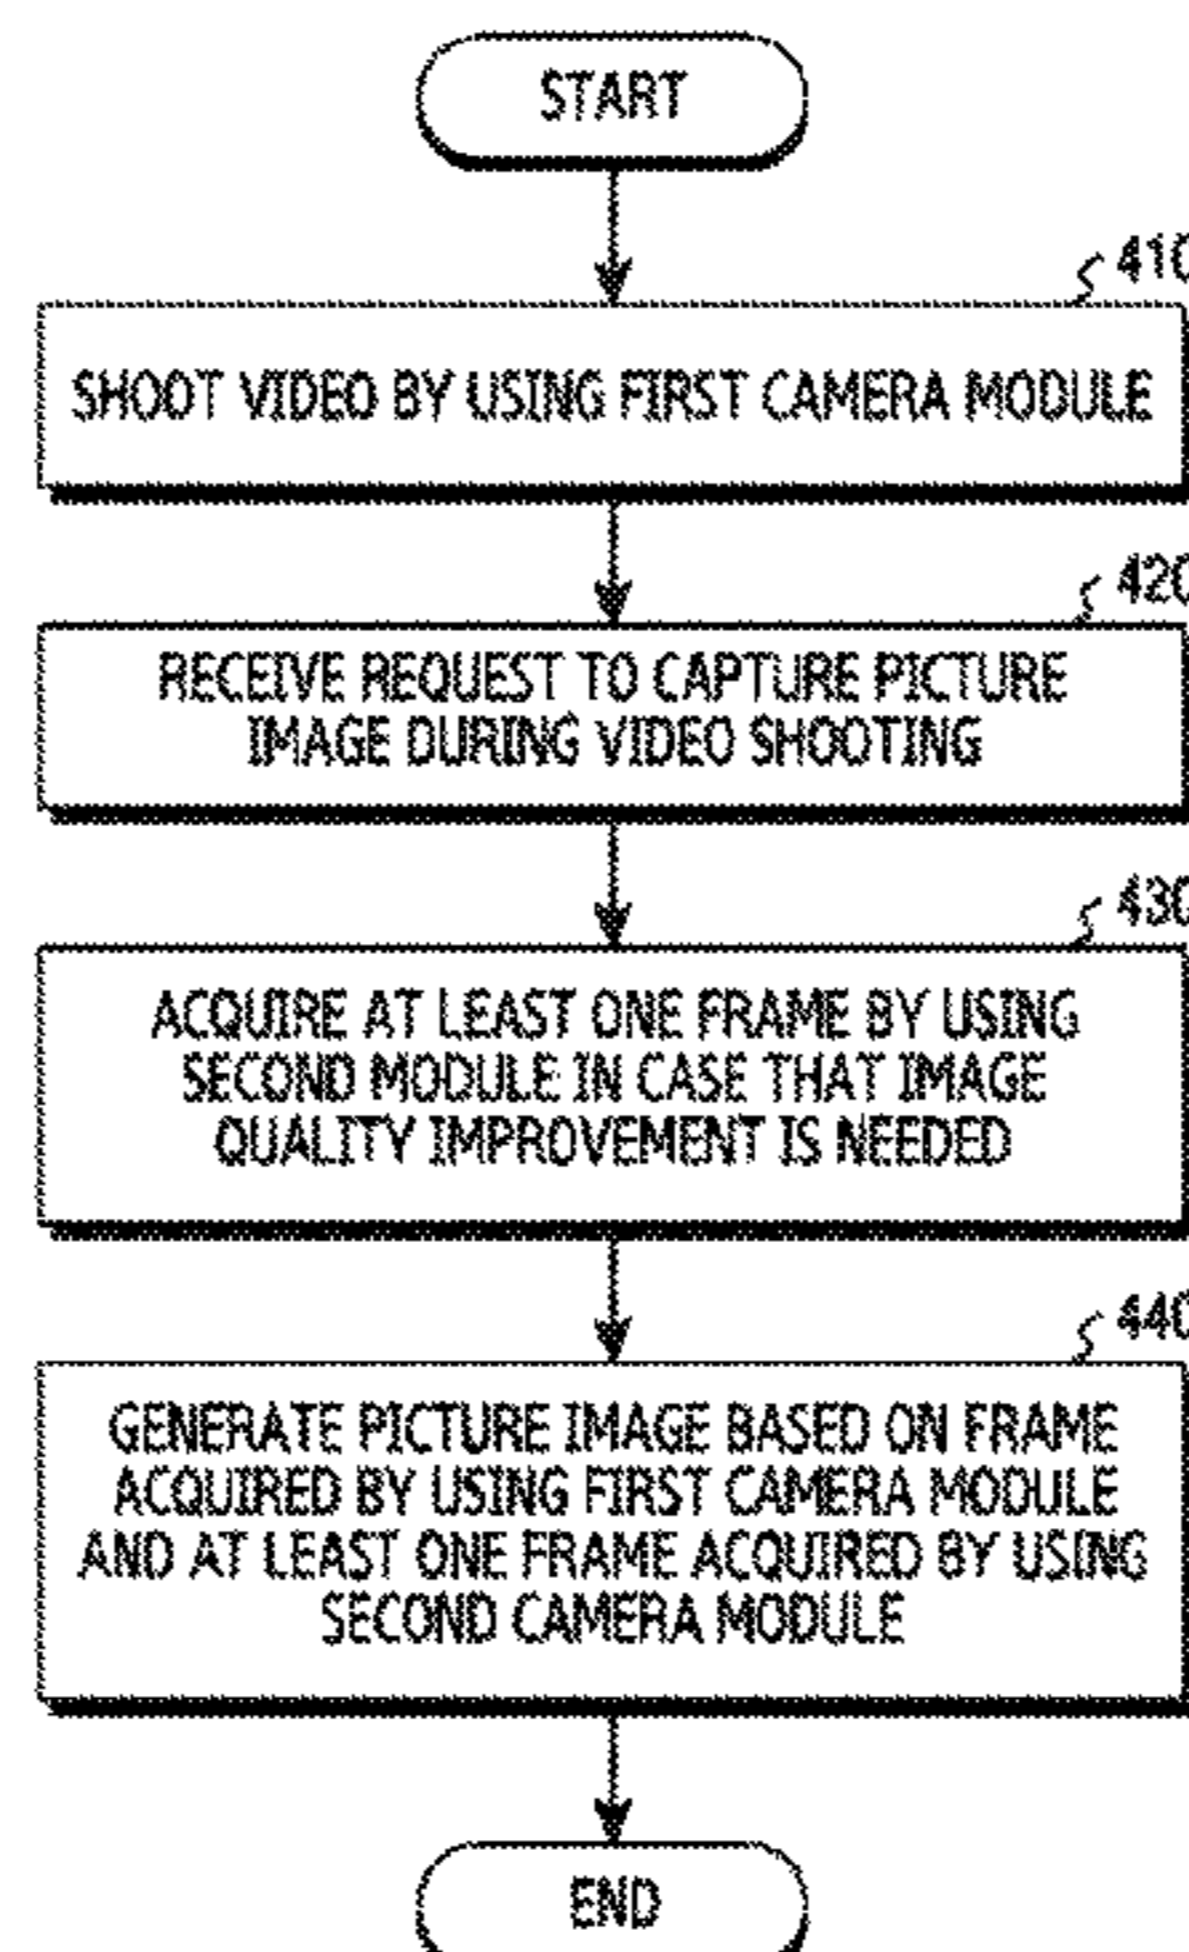 START
410
SHOOT VIDEO BY USING FIRST CAMERA MODULE
420
RECEIVE REQUEST TO CAPTURE PICTURE
IMAGE DURING VIDEO SHOOTING
430
ACQUIRE AT LEAST ONE FRAME BY USING
SECOND MODULE IN CASE THAT IMAGE
QUALITY IMPROVEMENT IS NEEDED
440
GENERATE PICTURE IMAGE BASED ON FRAME
ACQUIRED BY USING FIRST CAMERA MODULE
AND AT LEAST ONE FRAME ACQUIRED BY USING
SECOND CAMERA MODULE
END